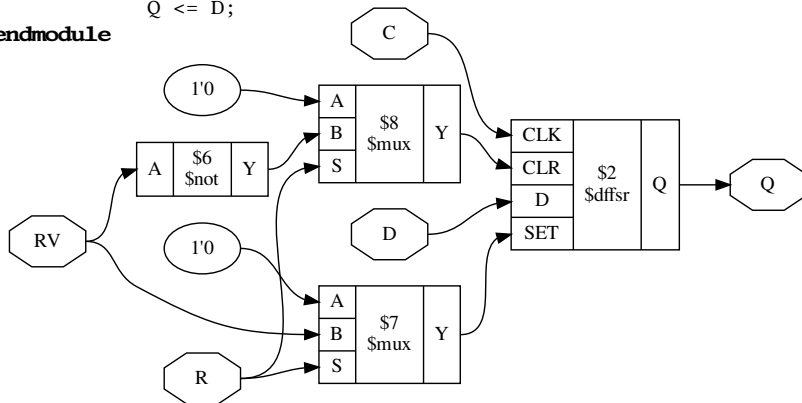 Q <= D;
endmodule
C
1'0
A
B
S
$8
$mux
Y
A
$6
$not
Y
CLK
CLR
D
SET
$2
$dffsr
Q
Q
RV
D
1'0
A
B
S
$7
$mux
Y
R